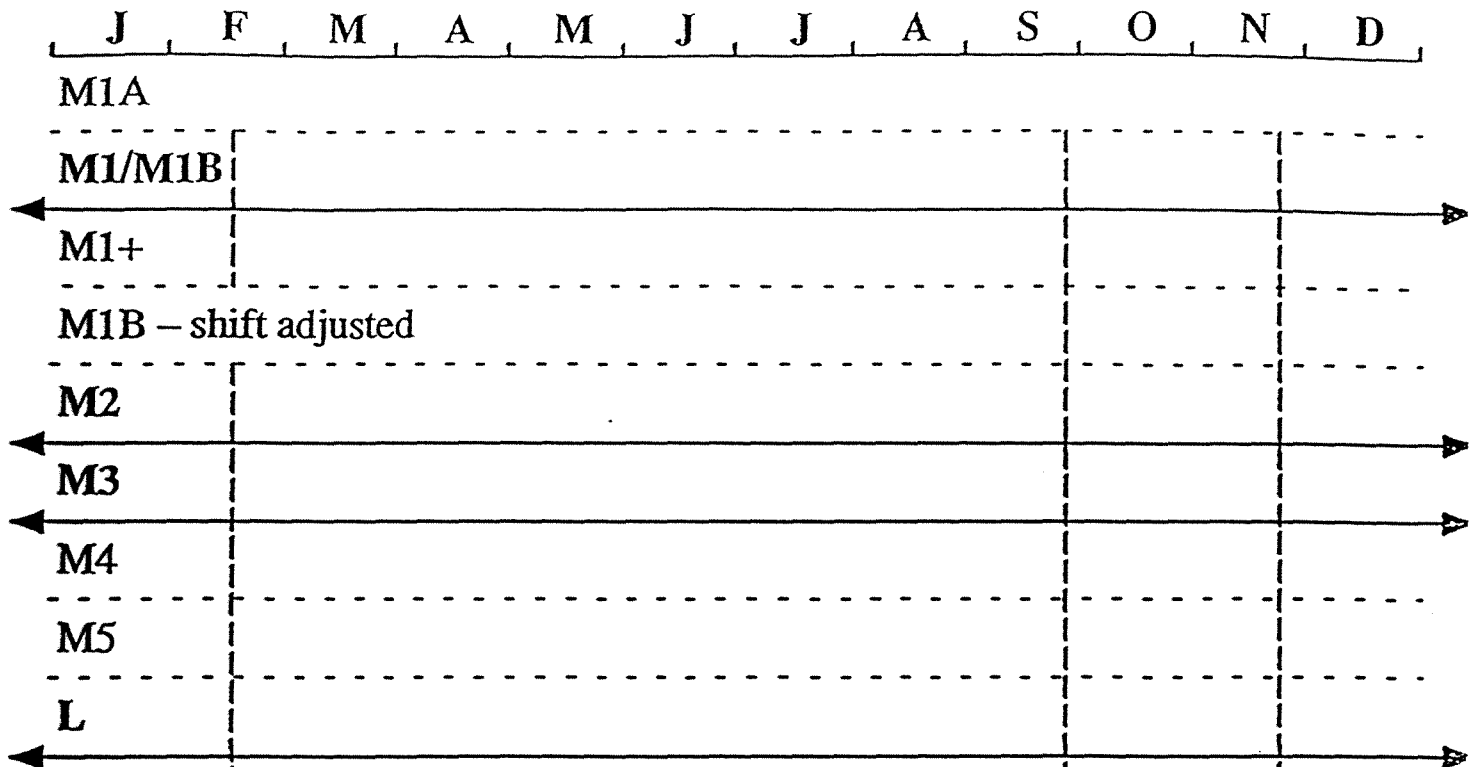 J F M A M J J A S O N D
M1A
M1/M1B
M1+
M1B – shift adjusted
M2
M3
M4
M5
L